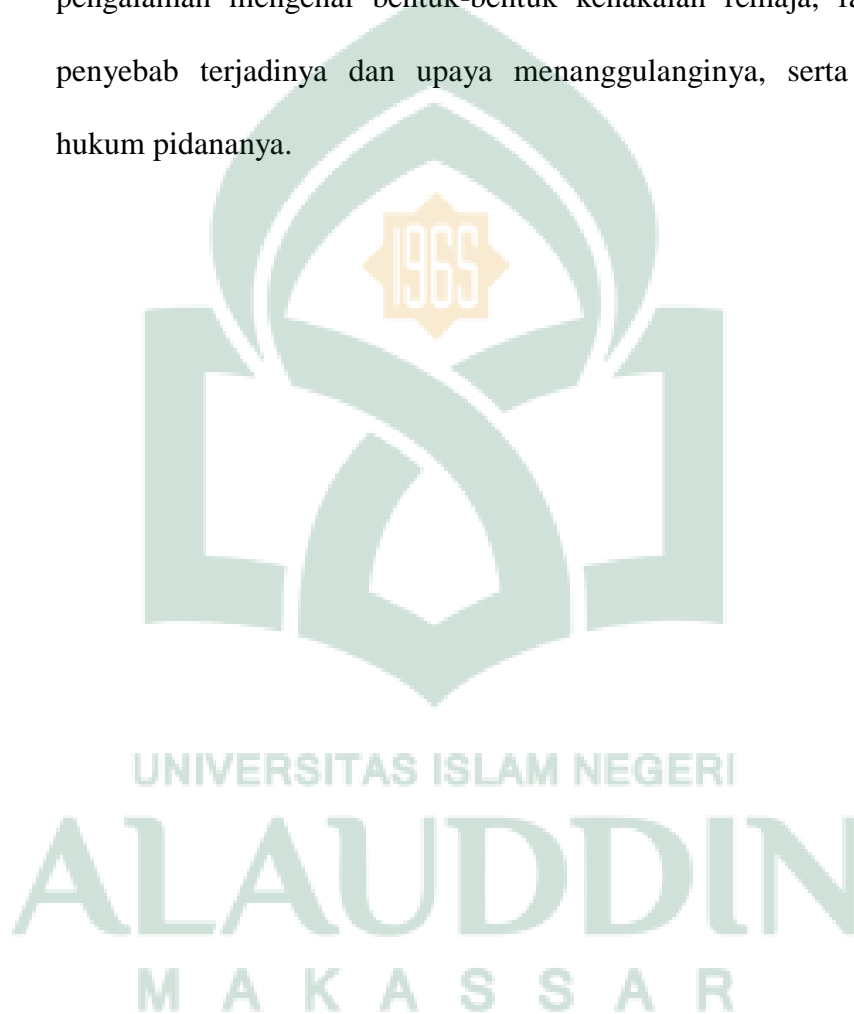 pengalaman mengenai bentuk-bentuk kenakalan remaja,
penyebab terjadinya dan upaya menanggulanginya, serta
hukum pidananya.
1965
UNIVERSITAS ISLAM NEGERI
ALAUDDIN
MAKASSAR